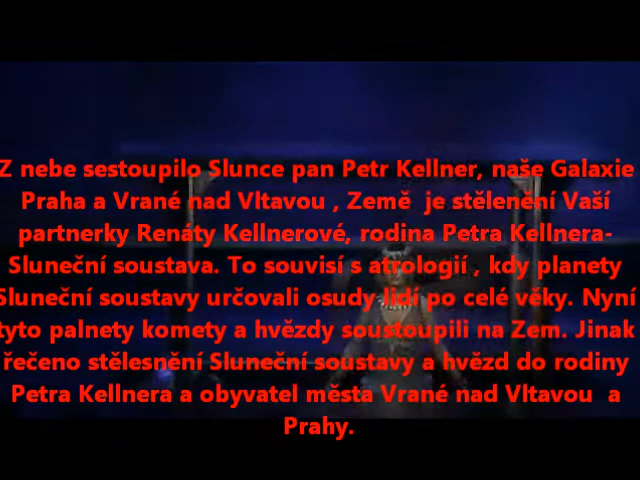 Z nebe sestoupilo Slunce pan Petr Kellner, naše Galaxie
Praha a Vrané nad Vltavou , Země  je stělenění Vaší
partnerky Renáty Kellnerové, rodina Petra Kellnera-
Sluneční soustava. To souvisí s atrologií , kdy planety
Sluneční soustavy určovali osudy lidí po celé věky. Nyní
tyto palnety komety a hvězdy soustoupili na Zem. Jinak
řečeno stělesnění Sluneční soustavy a hvězd do rodiny
Petra Kellnera a obyvatel města Vrané nad Vltavou  a
Prahy.